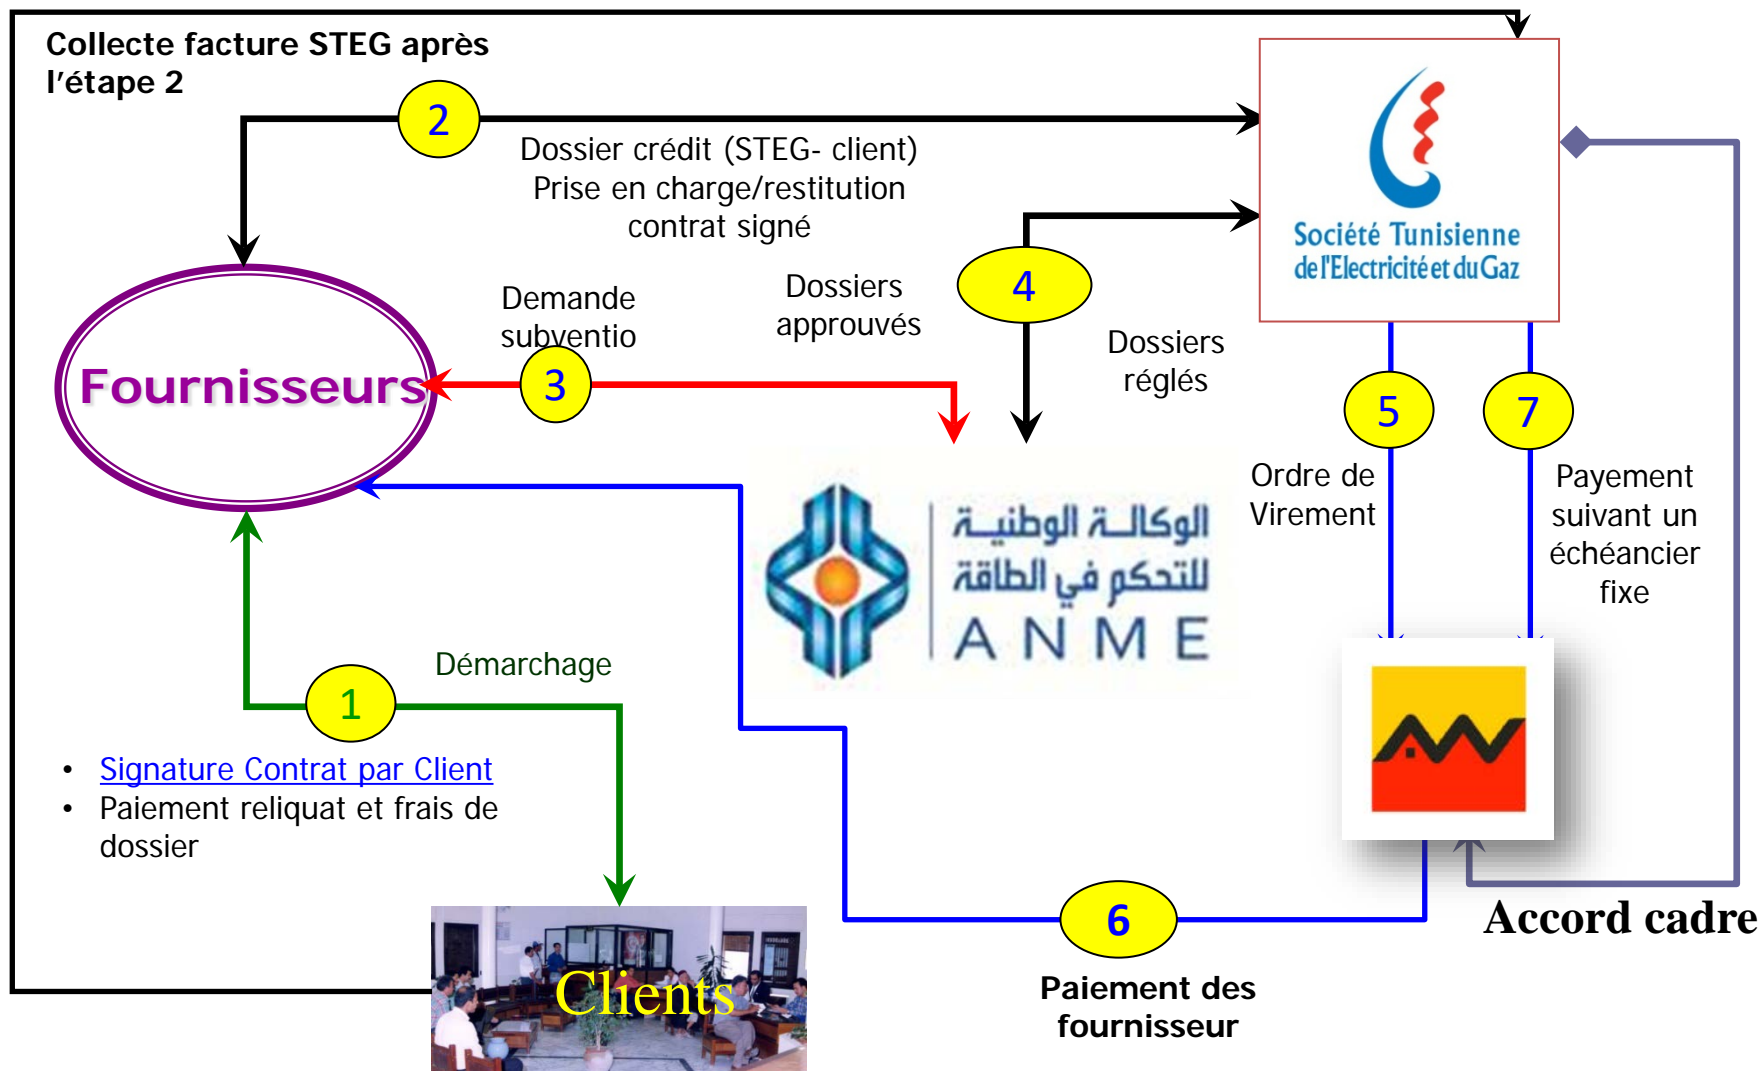 Collecte facture STEG après
l’étape 2
2
Dossier crédit (STEG- client)
Prise en charge/restitution
contrat signé
Société Tunisienne
de l'Electricité et du Gaz
4
Dossiers
approuvés
Dossiers
réglés
Demande
subventio
3
Fournisseurs
5
7
Ordre de
Virement
Payement
suivant un
échéancier
fixe
الوكالة الوطنية
للتحكم في الطاقة
ANME
Démarchage
1
• Signature Contrat par Client
• Paiement reliquat et frais de
dossier
Clients
6
Paiement des
fournisseur
Accord cadre